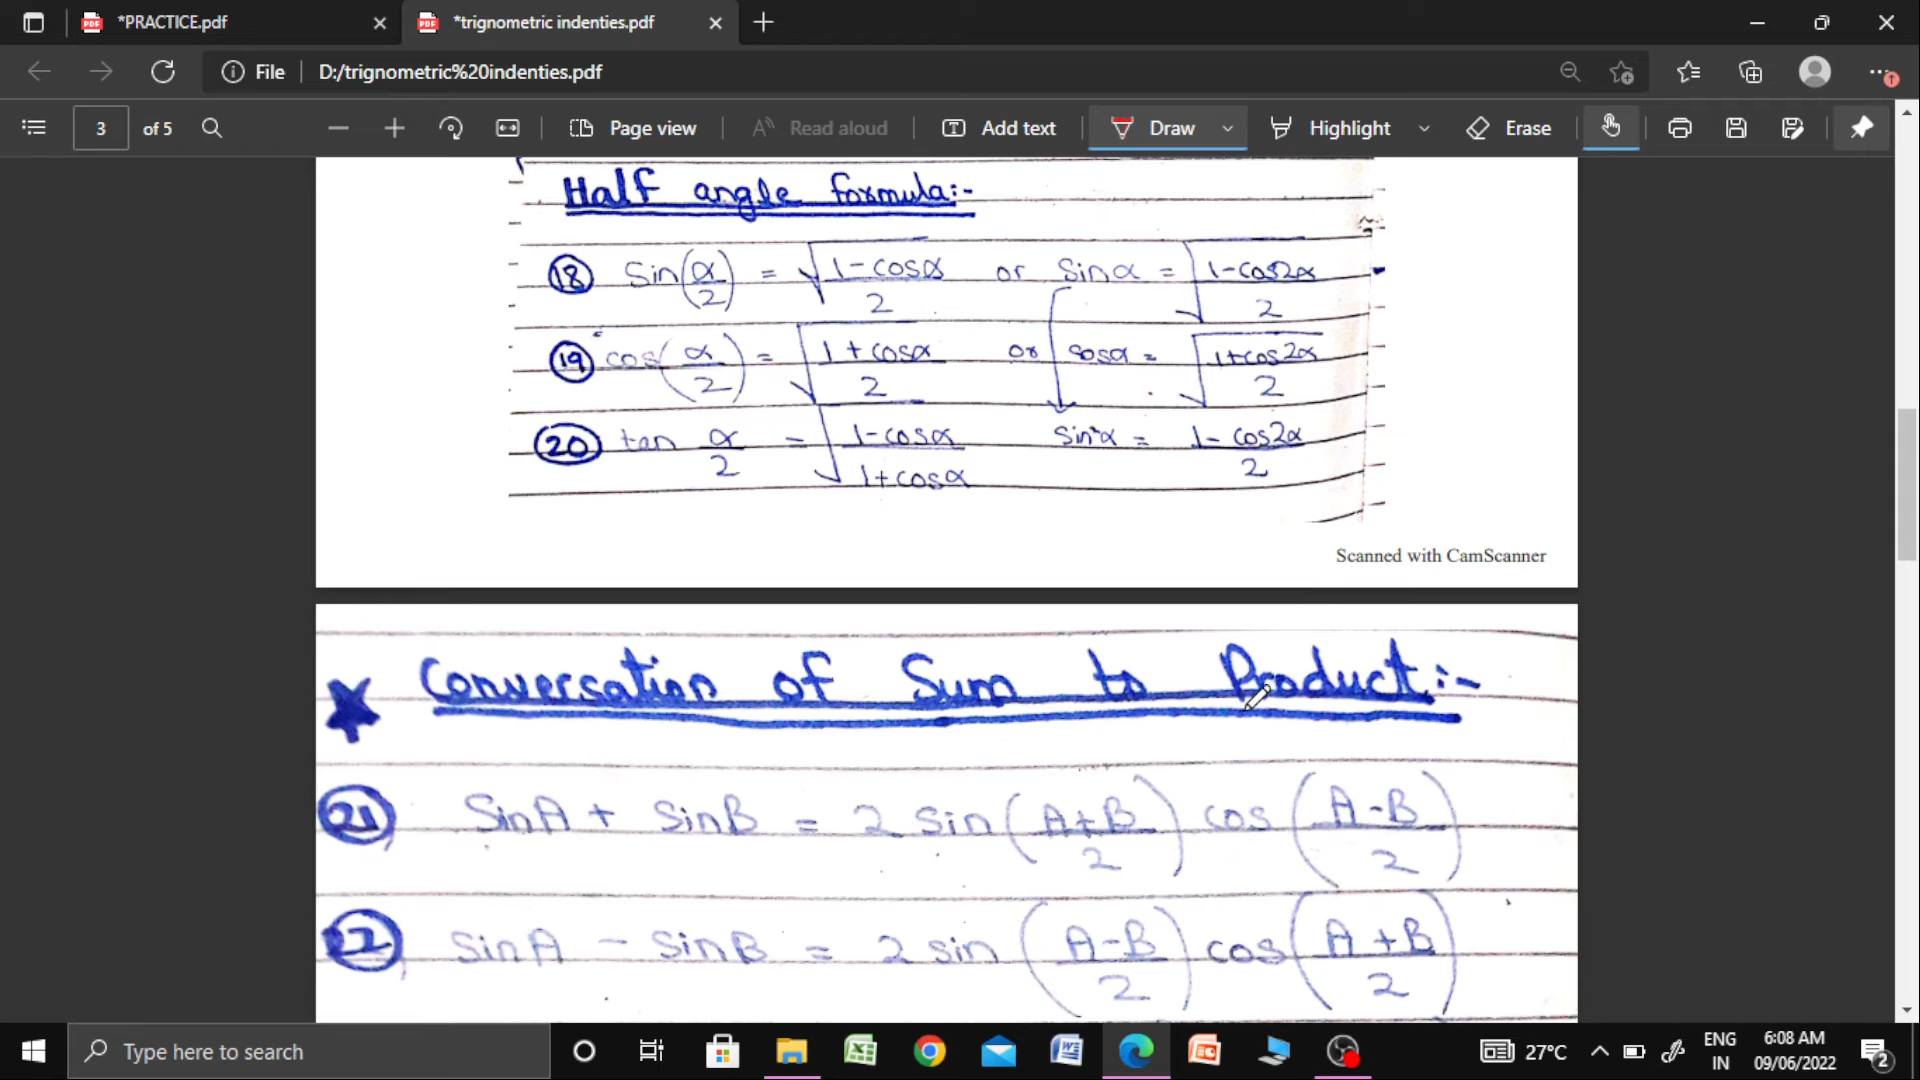 *PRACTICE.pdf
*trignometric indenties.pdf
File
D:/trignometric%20indenties.pdf
3 of 5
Page view
Read aloud
Add text
Draw
Highlight
Erase
Half angle formula:-
18 Sin(α/2) = √(1-cosα/2) or Sinα = √(1-cos2α/2)
19 cos(α/2) = √(1+cosα/2) or cosα = √(1+cos2α/2)
20 tan α/2 = √(1-cosα/1+cosα) sin²α = 1-cos2α/2
Scanned with CamScanner
Conversation of Sum to Product:-
21 SinA + SinB = 2 sin(A+B/2) cos(A-B/2)
22 SinA - SinB = 2 sin(A-B/2) cos(A+B/2)
Type here to search
27°C
ENG
IN
6:08 AM
09/06/2022
2